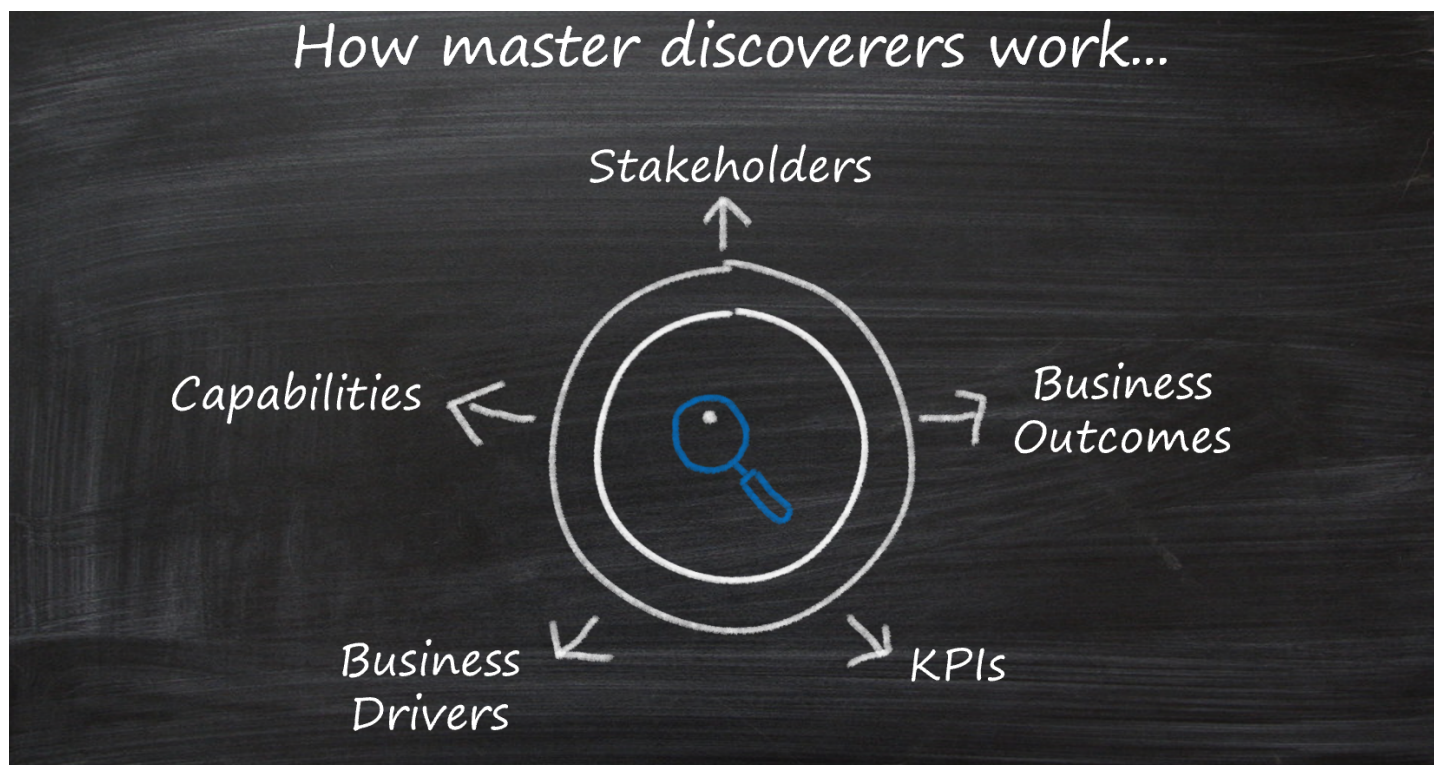 How master discoverers work...
Stakeholders
Capabilities
Business
Outcomes
Business
Drivers
KPIs